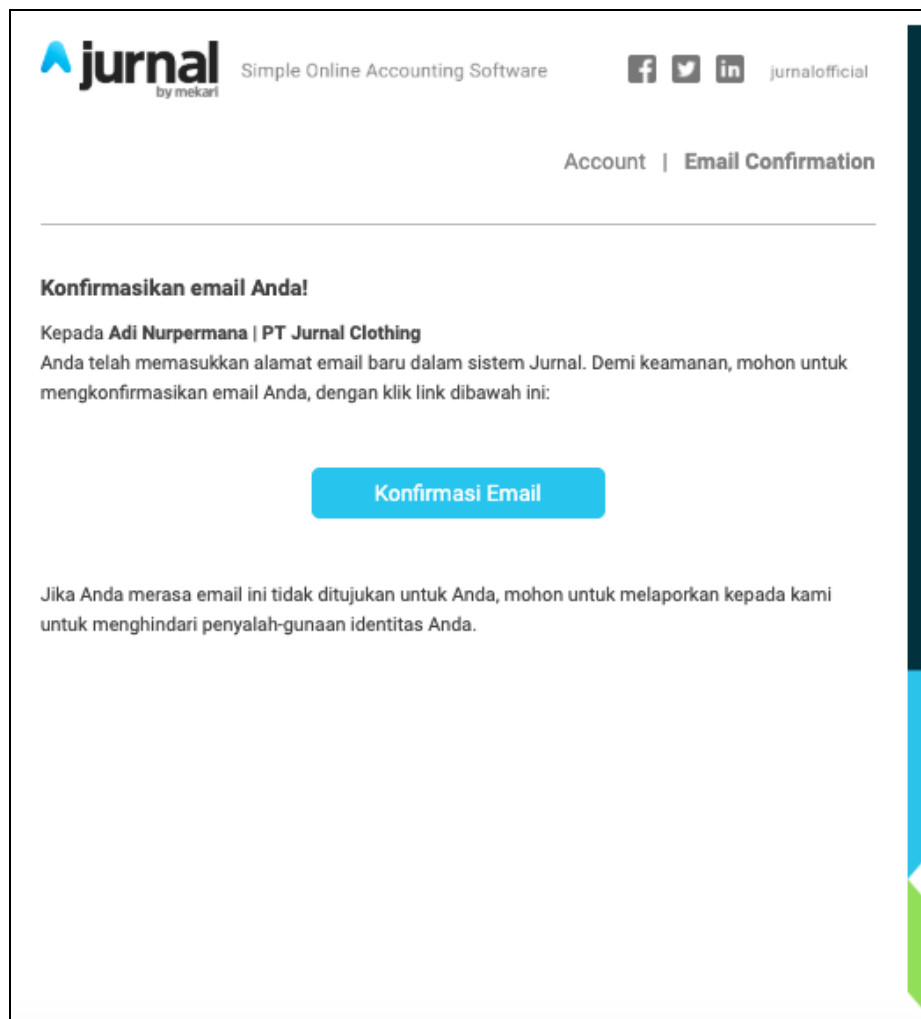 jurnal
by mekari
Simple Online Accounting Software
jurnalofficial
Account | Email Confirmation
Konfirmasikan email Anda!
Kepada Adi Nurpermana | PT Jurnal Clothing
Anda telah memasukkan alamat email baru dalam sistem Jurnal. Demi keamanan, mohon untuk
mengkonfirmasikan email Anda, dengan klik link dibawah ini:
Konfirmasi Email
Jika Anda merasa email ini tidak ditujukan untuk Anda, mohon untuk melaporkan kepada kami
untuk menghindari penyalah-gunaan identitas Anda.